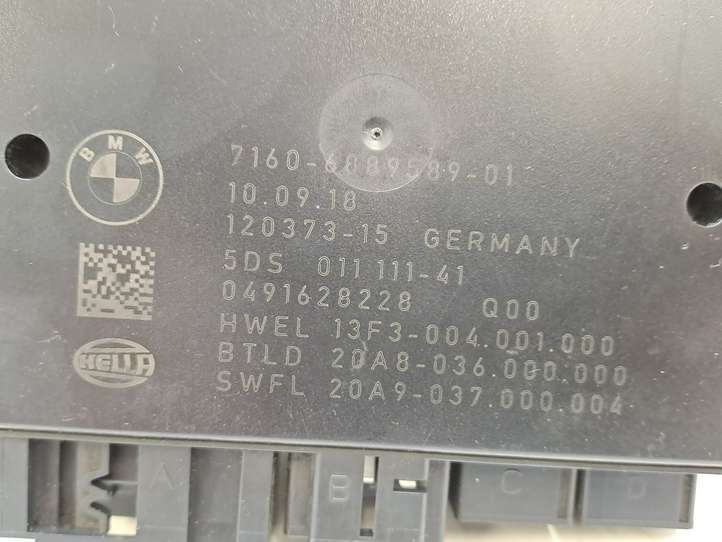 BMW
7160-6889589-01
10.09.18
120373-15 GERMANY
5DS 011 111-41
0491628228 Q00
HWEL 13F3-004.001.000
HELLA
BTLD 20A8-036.000.000
SWFL 20A9-037.000.004
A B C D